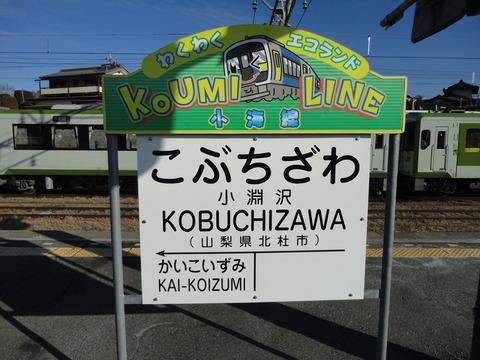 わくわく エコランド
KOUMI LINE
小海線
こぶちざわ
小淵沢
KOBUCHIZAWA
(山梨県北杜市)
かいこいずみ
KAI-KOIZUMI